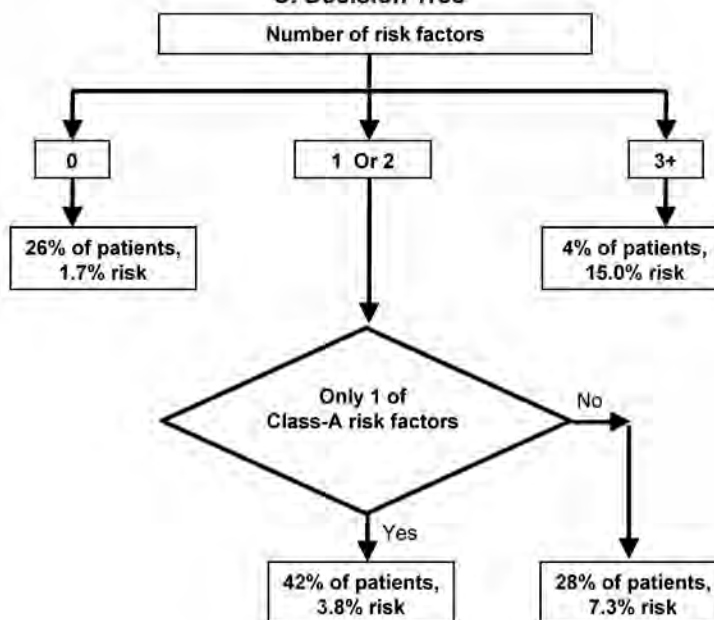 Number of risk factors
0
1 Or 2
3+
26% of patients,
1.7% risk
4% of patients,
15.0% risk
Only 1 of
Class-A risk factors
No
Yes
42% of patients,
3.8% risk
28% of patients,
7.3% risk